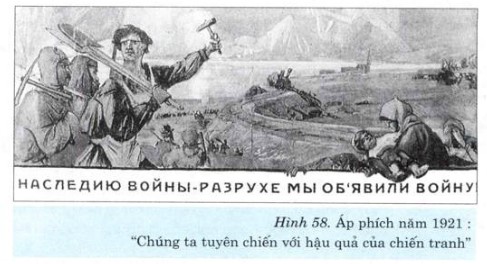 НАСЛЕДИЮ ВОЙНЫ-РАЗРУХЕ МЫ ОБ'ЯВИЛИ ВОЙНУ
Hình 58. Áp phích năm 1921 :
“Chúng ta tuyên chiến với hậu quả của chiến tranh”